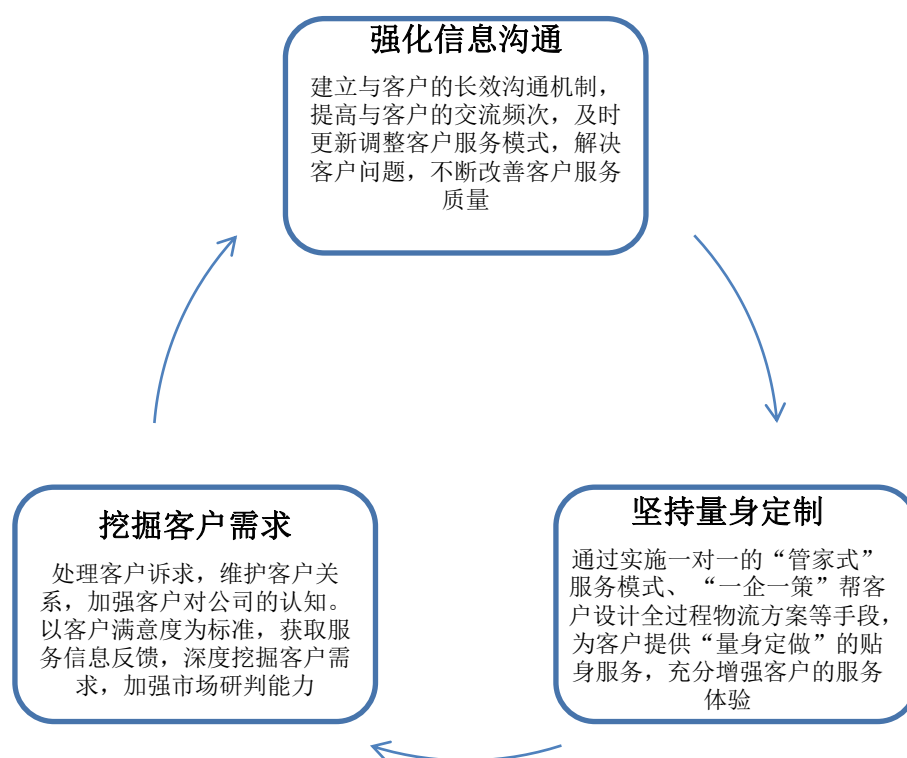 强化信息沟通
建立与客户的长效沟通机制，
提高与客户的交流频次，及时
更新调整客户服务模式，解决
客户问题，不断改善客户服务
质量
挖掘客户需求
处理客户诉求，维护客户关
系，加强客户对公司的认知。
以客户满意度为标准，获取服
务信息反馈，深度挖掘客户需
求，加强市场研判能力
坚持量身定制
通过实施一对一的“管家式”
服务模式、“一企一策”帮客
户设计全过程物流方案等手段，
为客户提供“量身定做”的贴
身服务，充分增强客户的服务
体验